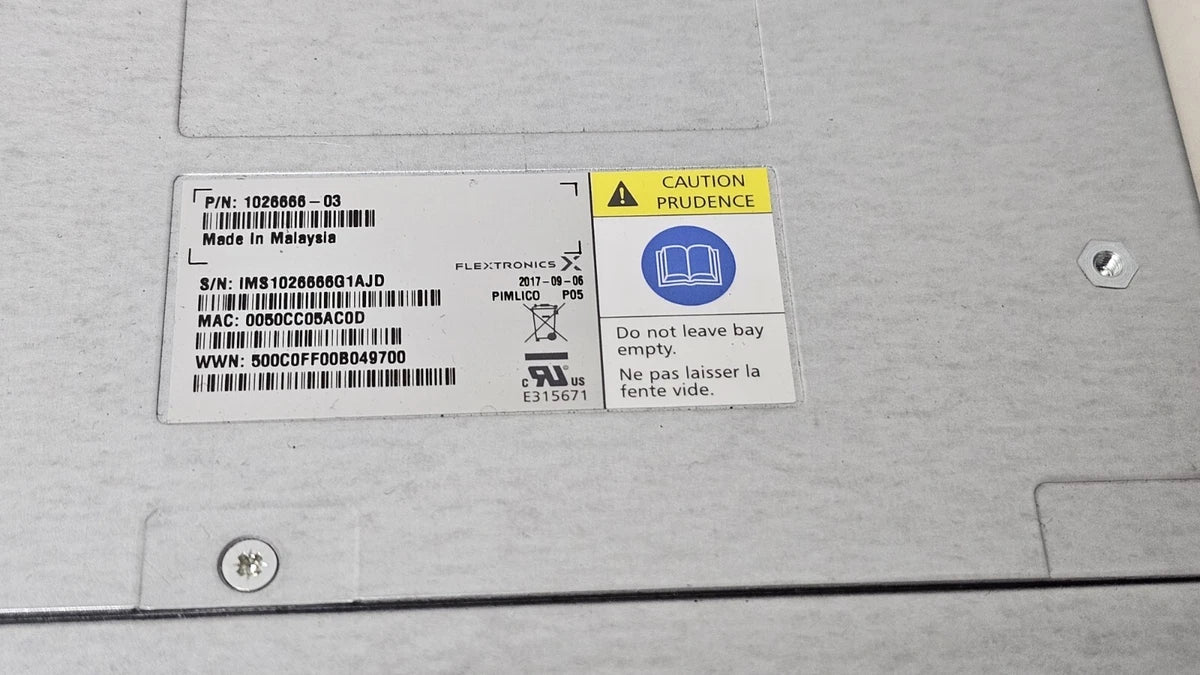 P/N: 1026666-03
Made in Malaysia
S/N: IMS1026666G1AJD
MAC: 0050CC05AC0D
WWN: 500C0FF00B049700
FLEXTRONICS X
2017-09-06
PIMLICO P05
C RU US
E315671
CAUTION
PRUDENCE
Do not leave bay
empty.
Ne pas laisser la
fente vide.